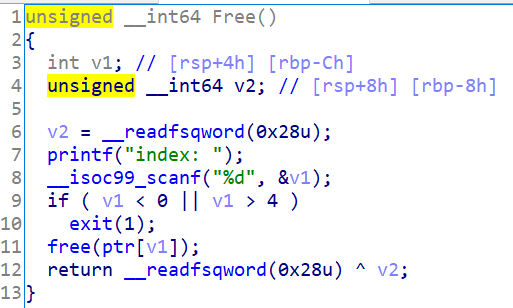 1 unsigned __int64 Free()
2 {
3   int v1; // [rsp+4h] [rbp-Ch]
4   unsigned __int64 v2; // [rsp+8h] [rbp-8h]
5
6   v2 = __readfsqword(0x28u);
7   printf("index: ");
8   __isoc99_scanf("%d", &v1);
9   if ( v1 < 0 || v1 > 4 )
10     exit(1);
11   free(ptr[v1]);
12   return __readfsqword(0x28u) ^ v2;
13 }